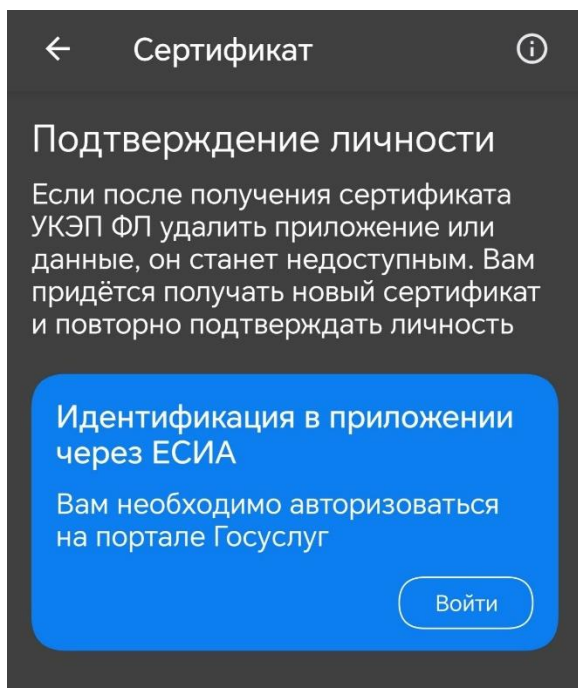 Сертификат
Подтверждение личности
Если после получения сертификата
УКЭП ФЛ удалить приложение или
данные, он станет недоступным. Вам
придётся получать новый сертификат
и повторно подтверждать личность
Идентификация в приложении
через ЕСИА
Вам необходимо авторизоваться
на портале Госуслуг
Войти